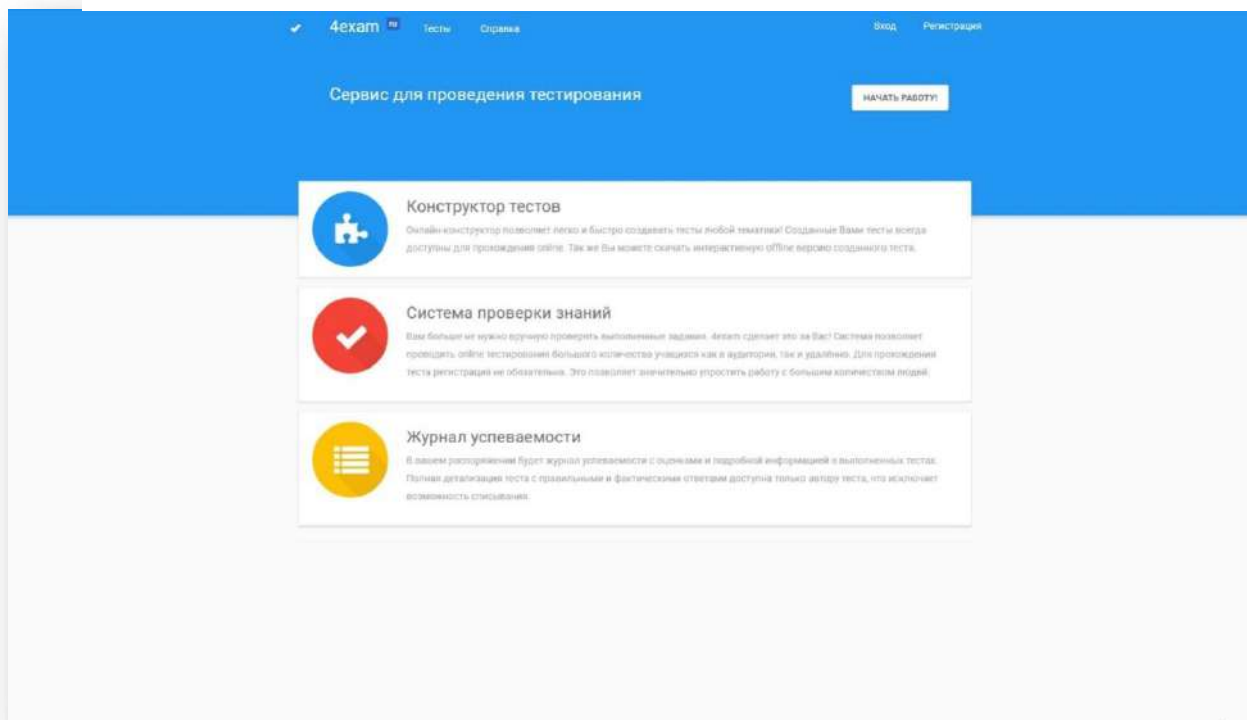 4exam ru Тесты Справка Вход Регистрация
Сервис для проведения тестирования
НАЧАТЬ РАБОТУ!
Конструктор тестов
Онлайн-конструктор позволяет легко и быстро создавать тесты любой тематики! Созданные Вами тесты всегда
доступны для прохождения online. Так же Вы можете скачать интерактивную offline версию созданного теста.
Система проверки знаний
Вам больше не нужно вручную проверять выполненные задания. 4exam сделает это за Вас! Система позволяет
проводить online тестирования большого количества учащихся как в аудитории, так и удалённо. Для прохождения
теста регистрация не обязательна. Это позволяет значительно упростить работу с большим количеством людей.
Журнал успеваемости
В вашем распоряжении будет журнал успеваемости с оценками и подробной информацией о выполненных тестах.
Полная детализация теста с правильными и фактическими ответами доступна только автору теста, что исключает
возможность списывания.